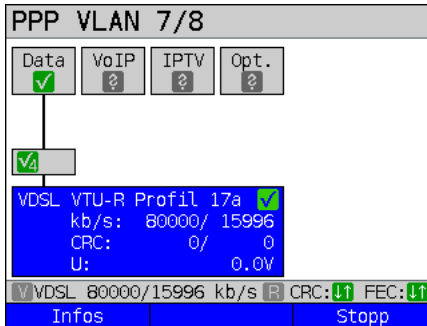 PPP VLAN 7/8
Data VoIP IPTV Opt.
? ? ?
V4
VDSL VTU-R Profil 17a
kb/s: 80000/ 15996
CRC: 0/ 0
U: 0.0V
V VDSL 80000/15996 kb/s R CRC: FEC:
Infos Stopp